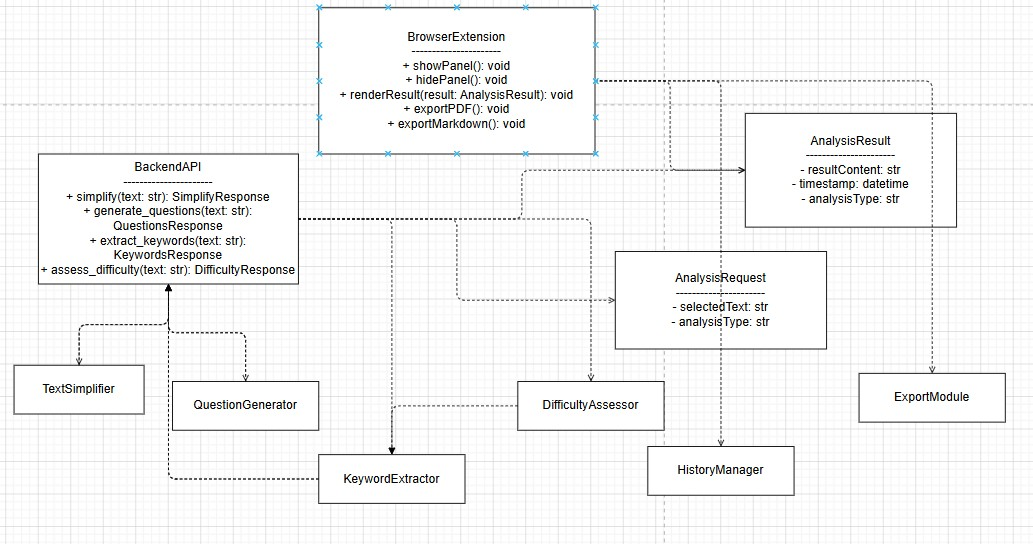 BrowserExtension
----------------------
+ showPanel(): void
+ hidePanel(): void
+ renderResult(result: AnalysisResult): void
+ exportPDF(): void
+ exportMarkdown(): void
AnalysisResult
----------------------
- resultContent: str
- timestamp: datetime
- analysisType: str
BackendAPI
----------------------
+ simplify(text: str): SimplifyResponse
+ generate_questions(text: str):
QuestionsResponse
+ extract_keywords(text: str):
KeywordsResponse
+ assess_difficulty(text: str): DifficultyResponse
AnalysisRequest
----------------------
- selectedText: str
- analysisType: str
TextSimplifier
QuestionGenerator
DifficultyAssessor
ExportModule
KeywordExtractor
HistoryManager